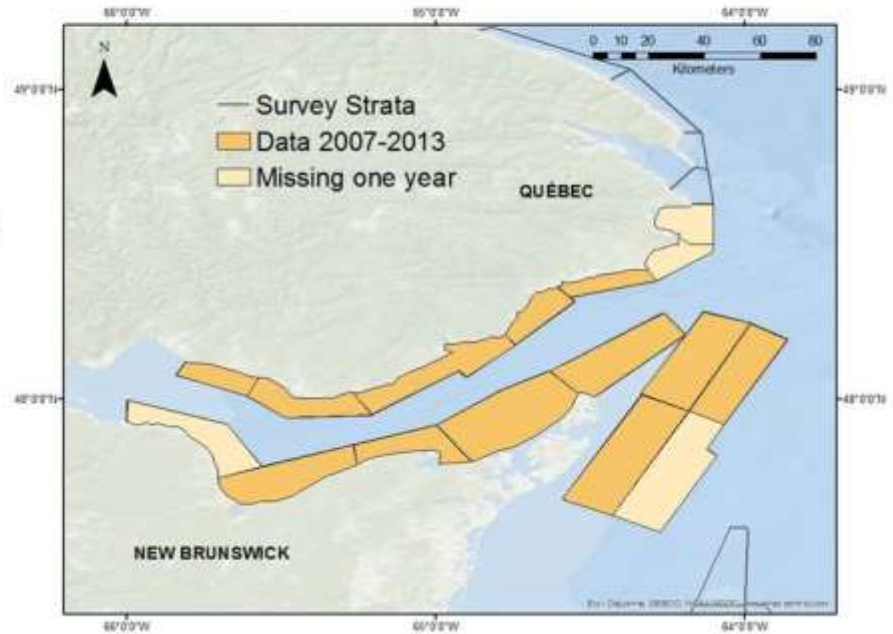 66°0'0"W 65°0'0"W 64°0'0"W
N
0 10 20 40 60 80
Kilometers
49°0'0"N 49°0'0"N
Survey Strata
Data 2007-2013
Missing one year
QUÉBEC
48°0'0"N 48°0'0"N
NEW BRUNSWICK
66°0'0"W 65°0'0"W 64°0'0"W